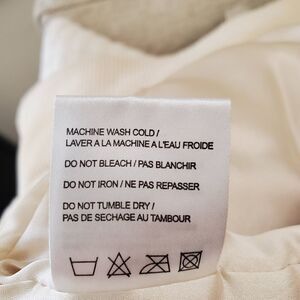 MACHINE WASH COLD /
LAVER A LA MACHINE A L'EAU FROIDE
DO NOT BLEACH / PAS BLANCHIR
DO NOT IRON / NE PAS REPASSER
DO NOT TUMBLE DRY /
PAS DE SECHAGE AU TAMBOUR